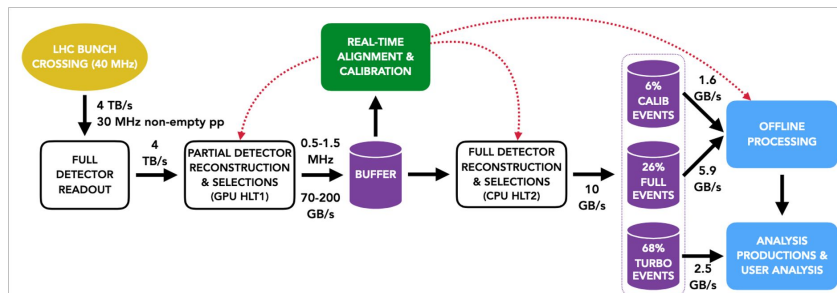 LHC BUNCH
CROSSING (40 MHz)
4 TB/s
30 MHz non-empty pp
FULL
DETECTOR
READOUT
4
TB/s
PARTIAL DETECTOR
RECONSTRUCTION
& SELECTIONS
(GPU HLT1)
0.5-1.5
MHz
70-200
GB/s
REAL-TIME
ALIGNMENT &
CALIBRATION
BUFFER
FULL DETECTOR
RECONSTRUCTION
& SELECTIONS
(CPU HLT2)
10
GB/s
6%
CALIB
EVENTS
26%
FULL
EVENTS
68%
TURBO
EVENTS
1.6
GB/s
5.9
GB/s
2.5
GB/s
OFFLINE
PROCESSING
ANALYSIS
PRODUCTIONS &
USER ANALYSIS